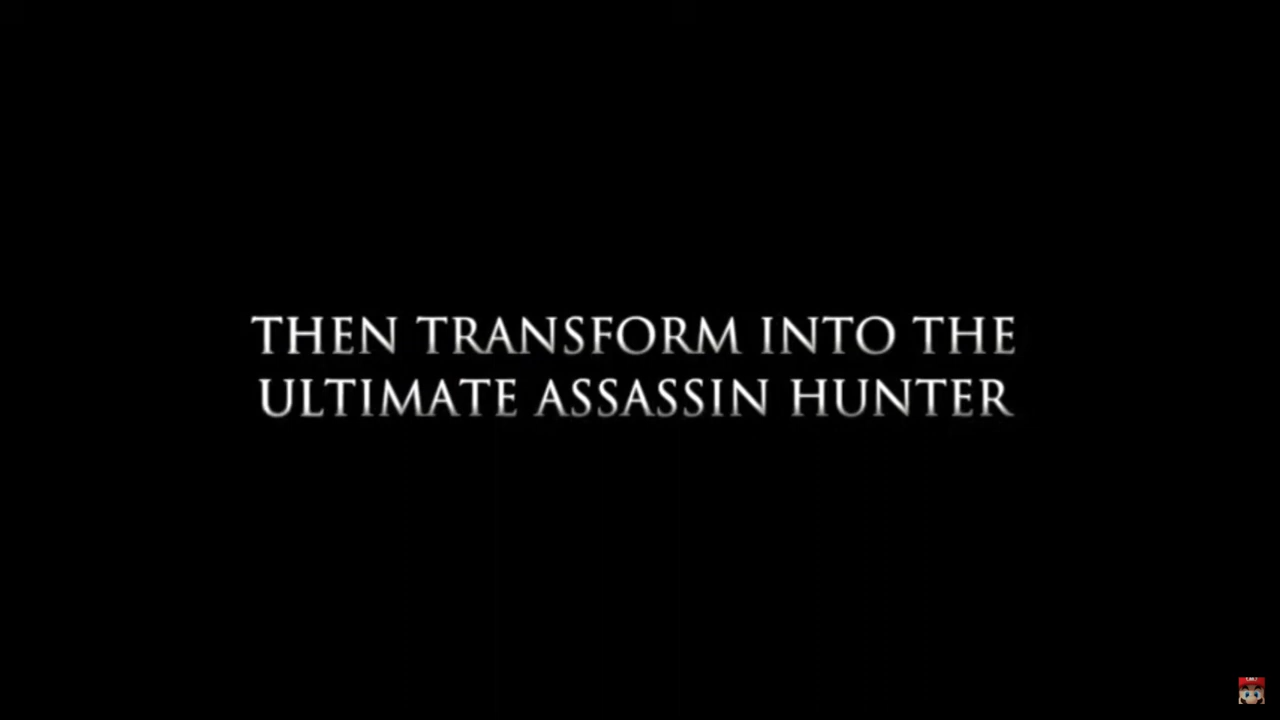 THEN TRANSFORM INTO THE
ULTIMATE ASSASSIN HUNTER